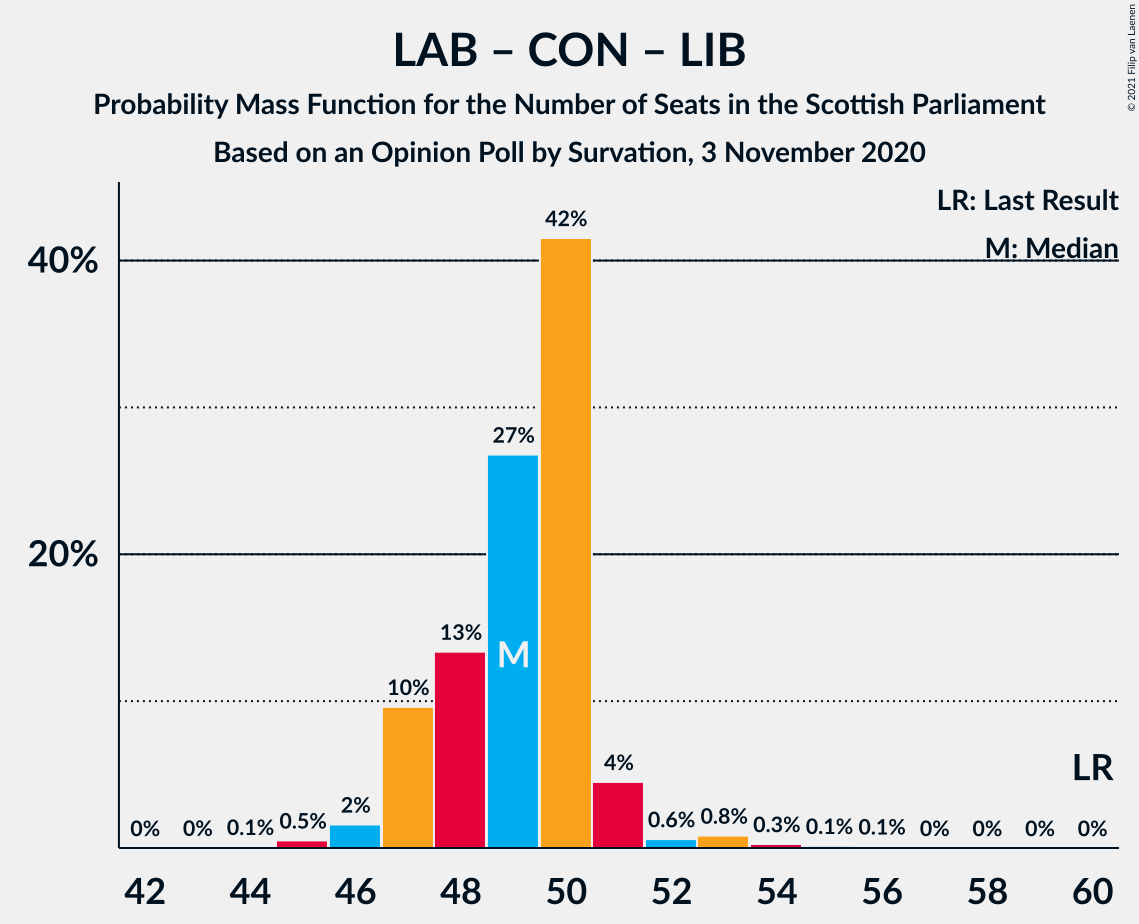 LAB – CON – LIB
Probability Mass Function for the Number of Seats in the Scottish Parliament
Based on an Opinion Poll by Survation, 3 November 2020
© 2021 Filip van Laenen
LR: Last Result
M: Median
40%
20%
0% 0% 0.1% 0.5% 2% 10% 13% 27% 42% 4% 0.6% 0.8% 0.3% 0.1% 0.1% 0% 0% 0% 0%
M
LR
42 44 46 48 50 52 54 56 58 60